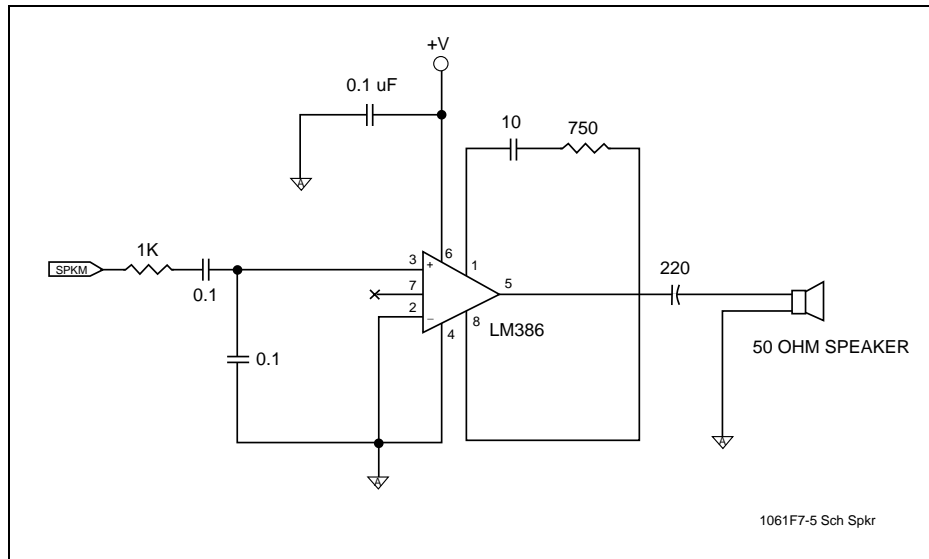 +V
0.1 uF
10
750
1K
SPKM
0.1
0.1
3
+
6
1
7
5
2
−
4
8
LM386
220
50 OHM SPEAKER
A
A
A
1061F7-5 Sch Spkr